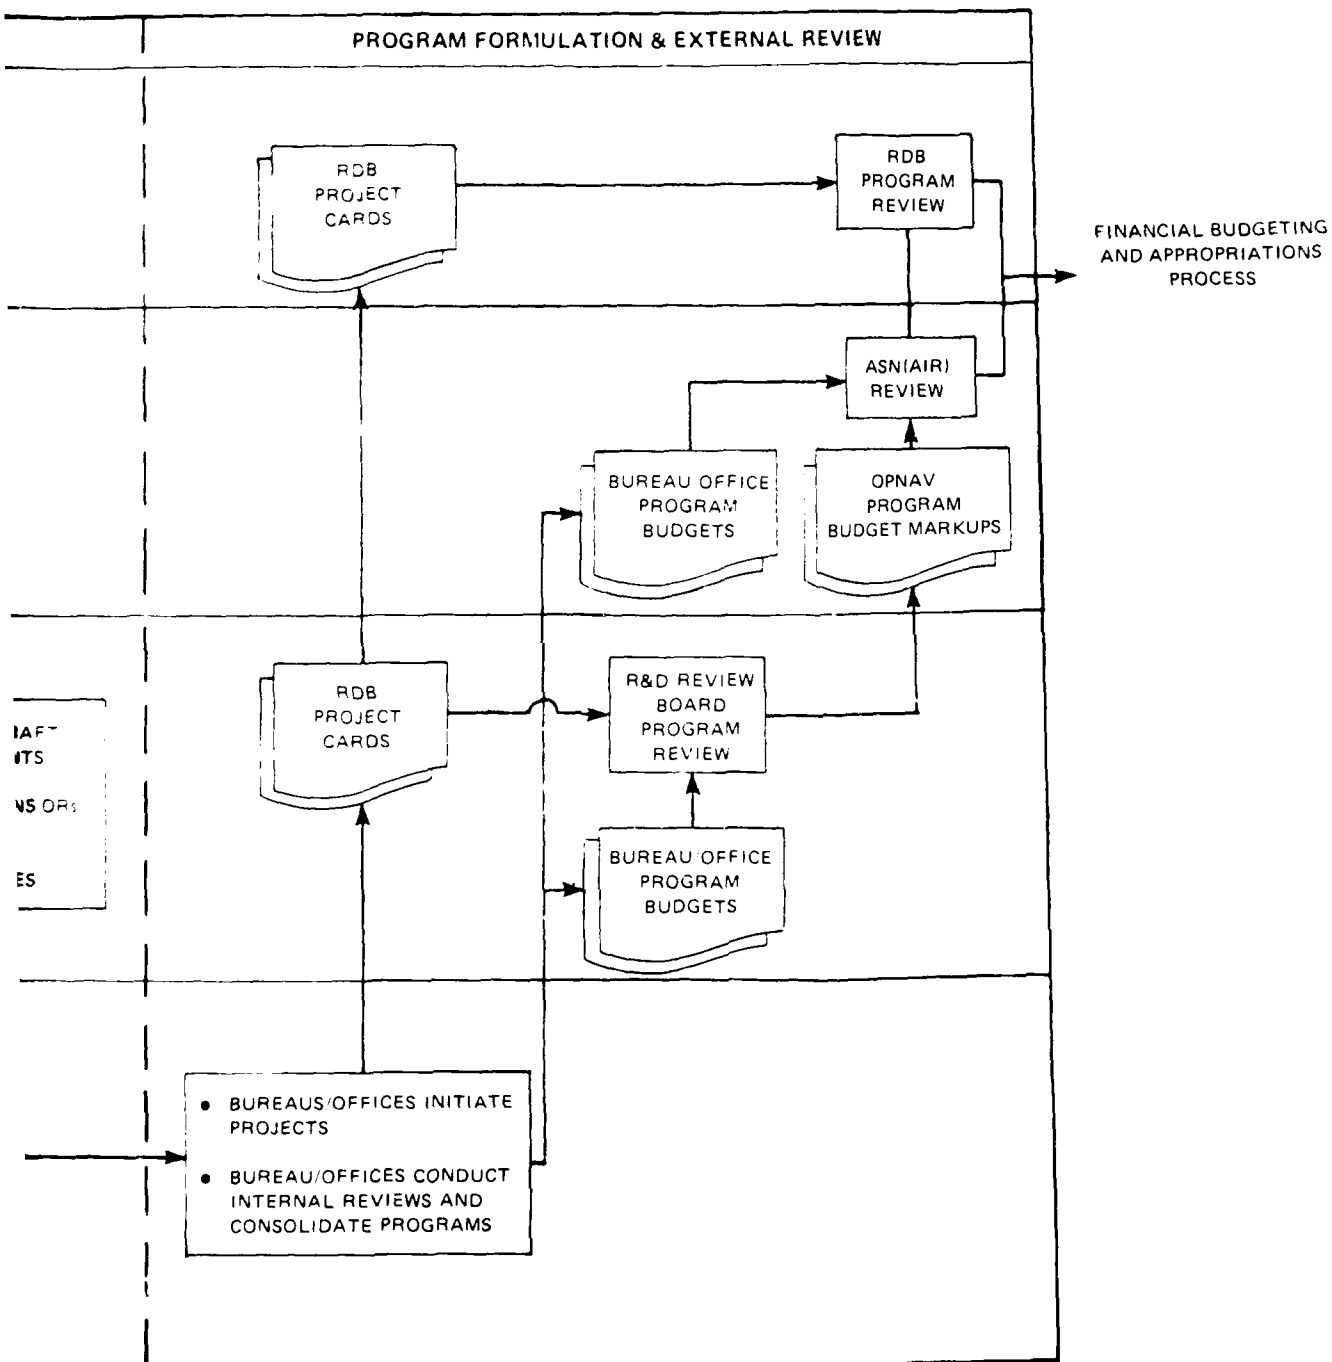 PROGRAM FORMULATION & EXTERNAL REVIEW
RDB
PROJECT
CARDS
RDB
PROGRAM
REVIEW
FINANCIAL BUDGETING
AND APPROPRIATIONS
PROCESS
ASN(AIR)
REVIEW
BUREAU OFFICE
PROGRAM
BUDGETS
OPNAV
PROGRAM
BUDGET MARKUPS
RDB
PROJECT
CARDS
R&D REVIEW
BOARD
PROGRAM
REVIEW
BUREAU/OFFICE
PROGRAM
BUDGETS
• BUREAUS/OFFICES INITIATE
PROJECTS
• BUREAU/OFFICES CONDUCT
INTERNAL REVIEWS AND
CONSOLIDATE PROGRAMS